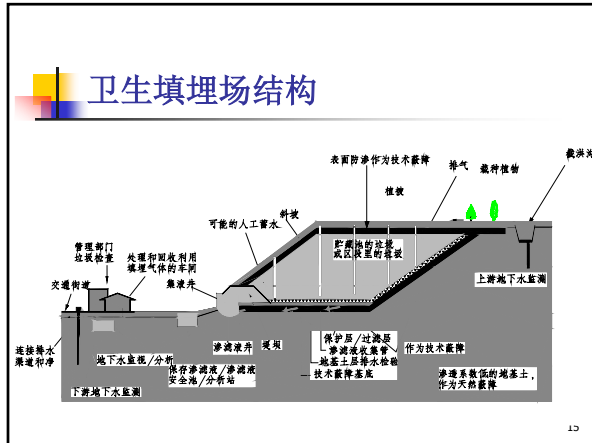 卫生填埋场结构
表面防渗作为技术蔽障
排气
栽种植物
截洪沟
植被
斜坡
可能的人工蓄水
贮藏池的垃圾
或区段里的垃圾
管理部门
垃圾检查
处理和回收利用
填埋气体的车间
集液井
交通街道
上游地下水监测
连接排水
渠道和净
地下水监视/分析
渗滤液井
堤坝
保护层/过滤层
渗滤液收集管
地基土层排水检验
技术蔽障基底
作为技术蔽障
保存渗滤液/渗滤液
安全池/分析站
下游地下水监测
渗透系数低的地基土，
作为天然蔽障
15